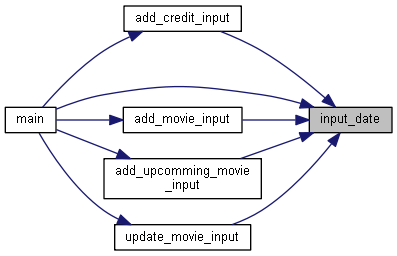 add_credit_input
main
add_movie_input
input_date
add_upcomming_movie
_input
update_movie_input